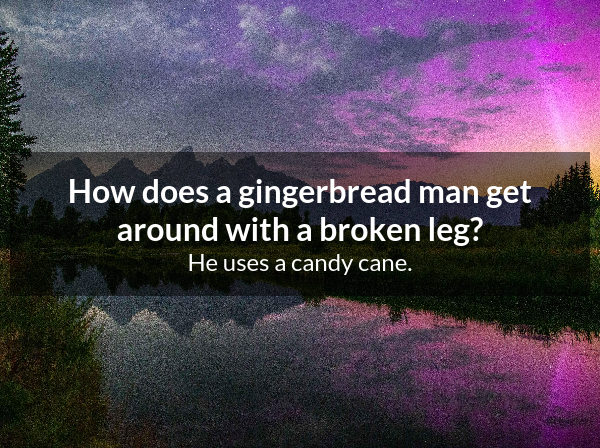 How does a gingerbread man get
around with a broken leg?
He uses a candy cane.